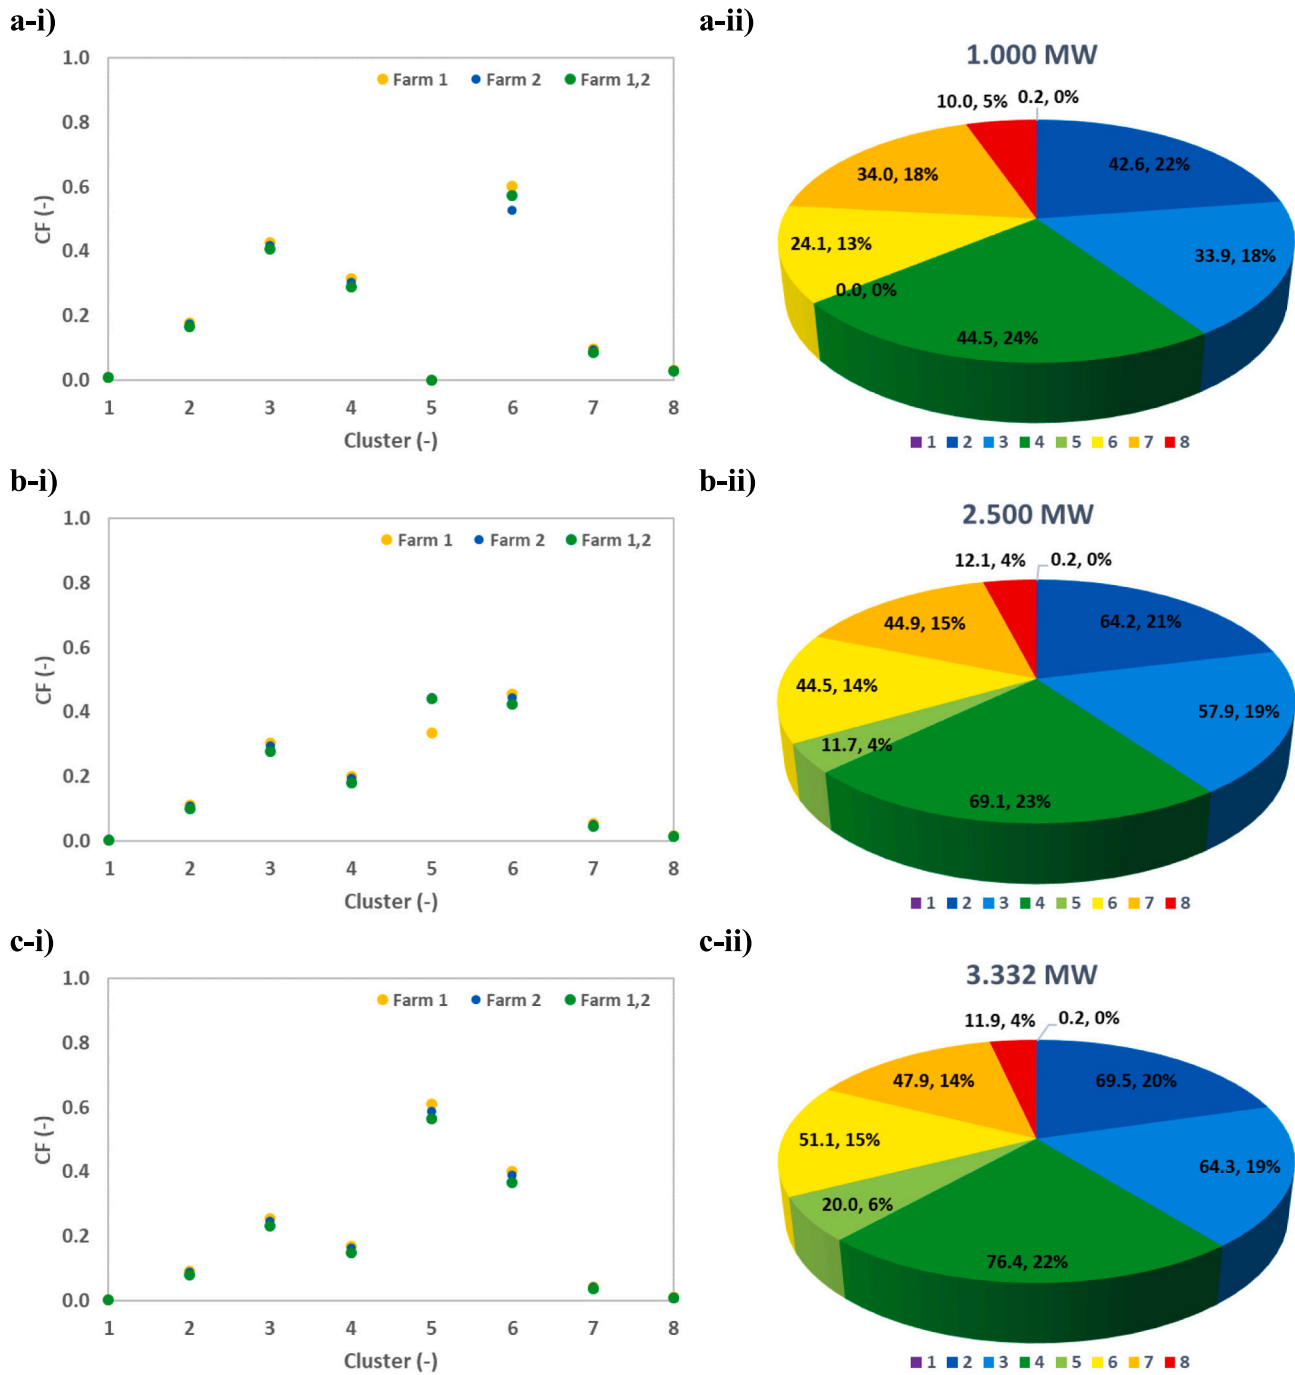 a-i)
1.0
0.8
0.6
0.4
0.2
0.0
CF (-)
Farm 1 Farm 2 Farm 1,2
1 2 3 4 5 6 7 8
Cluster (-)
a-ii)
1.000 MW
10.0, 5% 0.2, 0%
34.0, 18% 42.6, 22%
24.1, 13% 33.9, 18%
0.0, 0%
44.5, 24%
1 2 3 4 5 6 7 8
b-i)
1.0
0.8
0.6
0.4
0.2
0.0
CF (-)
Farm 1 Farm 2 Farm 1,2
1 2 3 4 5 6 7 8
Cluster (-)
b-ii)
2.500 MW
12.1, 4% 0.2, 0%
44.9, 15% 64.2, 21%
44.5, 14% 57.9, 19%
11.7, 4%
69.1, 23%
1 2 3 4 5 6 7 8
c-i)
1.0
0.8
0.6
0.4
0.2
0.0
CF (-)
Farm 1 Farm 2 Farm 1,2
1 2 3 4 5 6 7 8
Cluster (-)
c-ii)
3.332 MW
11.9, 4% 0.2, 0%
47.9, 14% 69.5, 20%
51.1, 15% 64.3, 19%
20.0, 6%
76.4, 22%
1 2 3 4 5 6 7 8